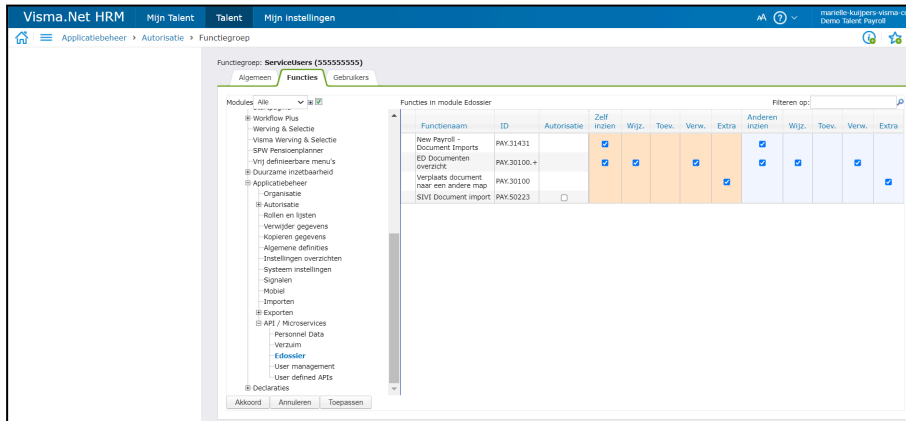 Visma.Net HRM Mijn Talent Talent Mijn instellingen
marielle-kuijpers-visma-co
Demo Talent Payroll
Applicatiebeheer › Autorisatie › Functiegroep
Functiegroep: ServiceUsers (555555555)
Algemeen Functies Gebruikers
Modules Alle
Functies in module Edossier
Filteren op:
Workflow Plus
Werving & Selectie
Visma Werving & Selectie
SPW Pensioenplanner
Vrij definieerbare menu's
Duurzame inzetbaarheid
Applicatiebeheer
Organisatie
Autorisatie
Rollen en lijsten
Verwijder gegevens
Kopieren gegevens
Algemene definities
Instellingen overzichten
Systeem instellingen
Signalen
Mobiel
Importen
Exporten
API / Microservices
Personnel Data
Verzuim
Edossier
User management
User defined APIs
Declaraties
Functienaam ID Autorisatie Zelf inzien Wijz. Toev. Verw. Extra Anderen inzien Wijz. Toev. Verw. Extra
New Payroll -
Document Imports PAY.31431
ED Documenten
overzicht PAY.30100.+
Verplaats document
naar een andere map PAY.30100
SIVI Document import PAY.50223
Akkoord Annuleren Toepassen